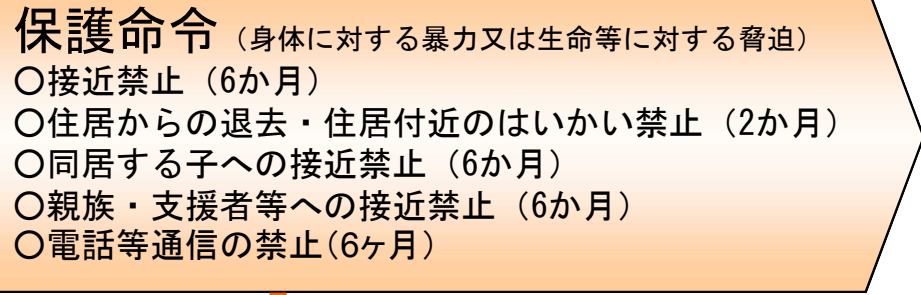 保護命令（身体に対する暴力又は生命等に対する脅迫）
○接近禁止（6か月）
○住居からの退去・住居付近のはいかい禁止（2か月）
○同居する子への接近禁止（6か月）
○親族・支援者等への接近禁止（6か月）
○電話等通信の禁止(6ヶ月)